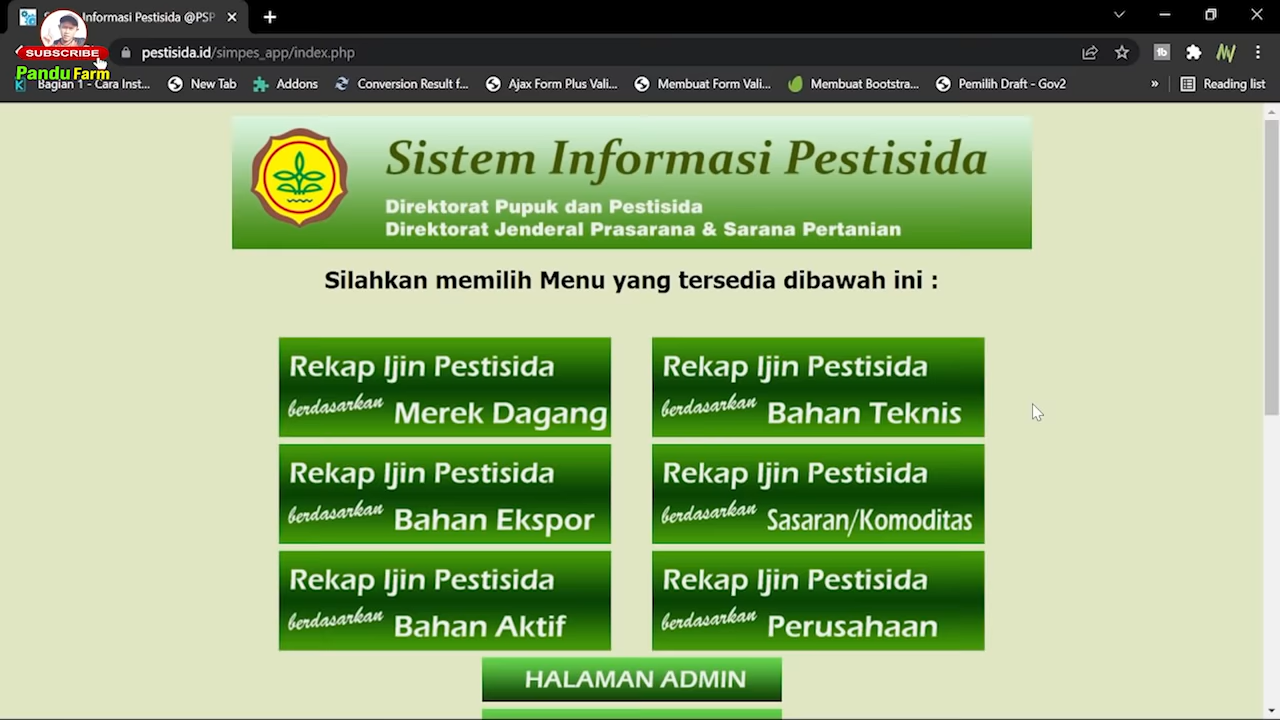 Informasi Pestisida @PSP
SUBSCRIBE
Pandu Farm
pestisida.id/simpes_app/index.php
Bagian 1 - Cara Inst...
New Tab
Addons
Conversion Result f...
Ajax Form Plus Vali...
Membuat Form Vali...
Membuat Bootstra...
Pemilih Draft - Gov2
»
Reading list
Sistem Informasi Pestisida
Direktorat Pupuk dan Pestisida
Direktorat Jenderal Prasarana & Sarana Pertanian
Silahkan memilih Menu yang tersedia dibawah ini :
Rekap Ijin Pestisida
berdasarkan Merek Dagang
Rekap Ijin Pestisida
berdasarkan Bahan Teknis
Rekap Ijin Pestisida
berdasarkan Bahan Ekspor
Rekap Ijin Pestisida
berdasarkan Sasaran/Komoditas
Rekap Ijin Pestisida
berdasarkan Bahan Aktif
Rekap Ijin Pestisida
berdasarkan Perusahaan
HALAMAN ADMIN